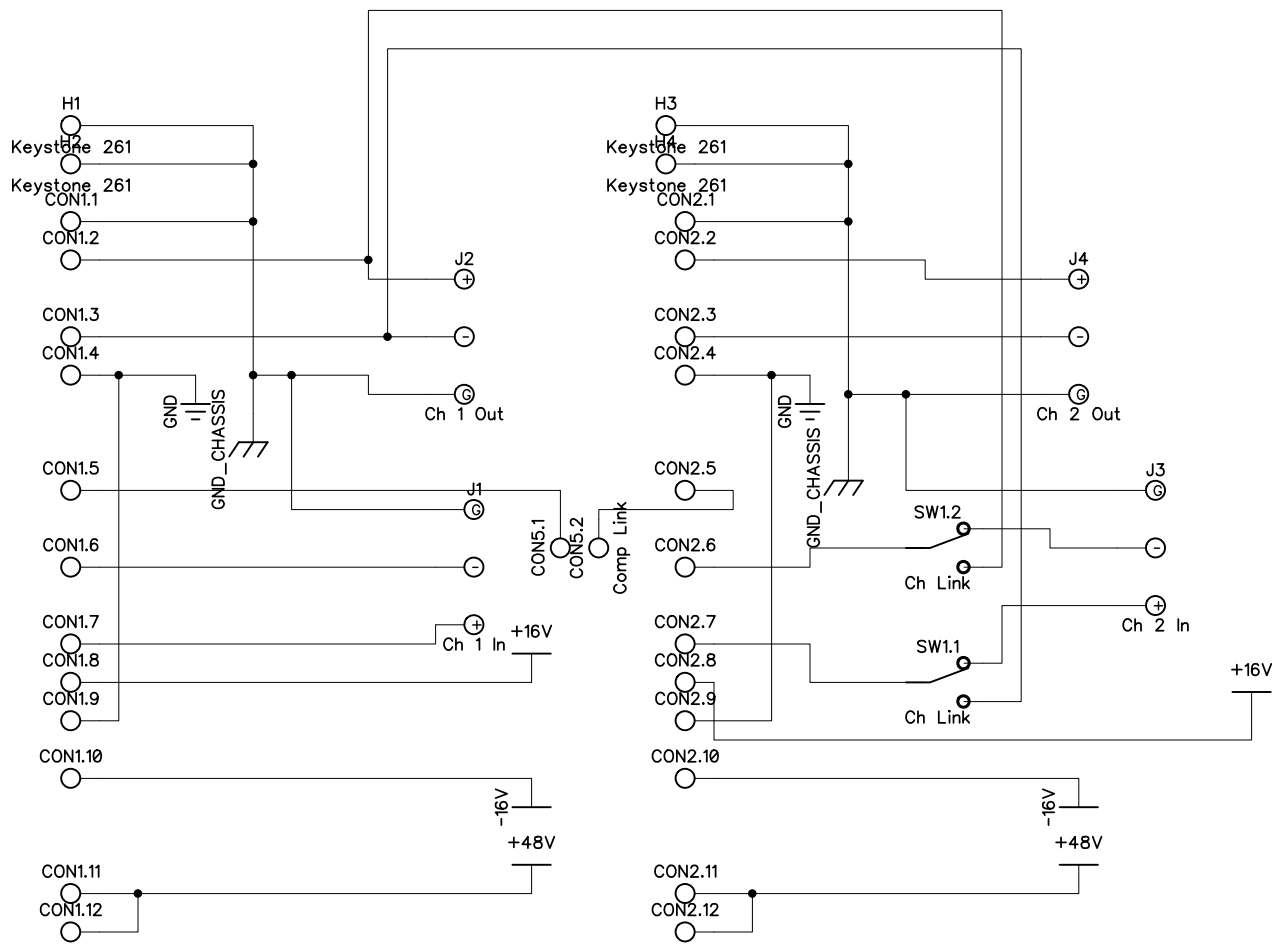 H1
H2
Keystone 261
Keystone 261
CON1.1
CON1.2
CON1.3
CON1.4
GND
GND_CHASSIS
J2
+
-
G
Ch 1 Out
CON1.5
CON1.6
CON1.7
CON1.8
CON1.9
J1
G
-
+
Ch 1 In
+16V
CON5.1
CON5.2
Comp Link
CON1.10
-16V
+48V
CON1.11
CON1.12
H3
H4
Keystone 261
Keystone 261
CON2.1
CON2.2
CON2.3
CON2.4
GND
GND_CHASSIS
J4
+
-
G
Ch 2 Out
CON2.5
CON2.6
CON2.7
CON2.8
CON2.9
SW1.2
Ch Link
SW1.1
Ch Link
J3
G
-
+
Ch 2 In
+16V
CON2.10
-16V
+48V
CON2.11
CON2.12